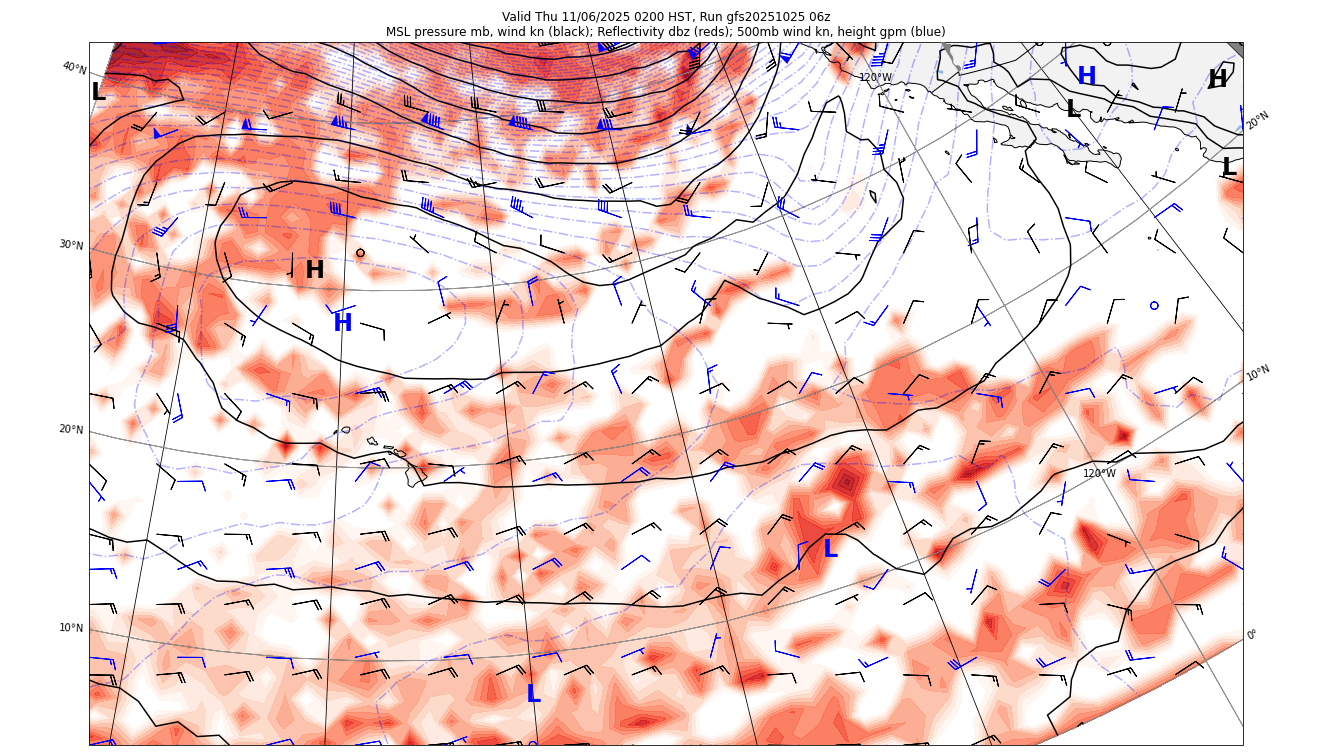 Valid Thu 11/06/2025 0200 HST, Run gfs20251025 06z
MSL pressure mb, wind kn (black); Reflectivity dbz (reds); 500mb wind kn, height gpm (blue)
40°N
120°W
H
H
L
L
20°N
L
30°N
H
H
10°N
20°N
120°W
L
10°N
0°
L